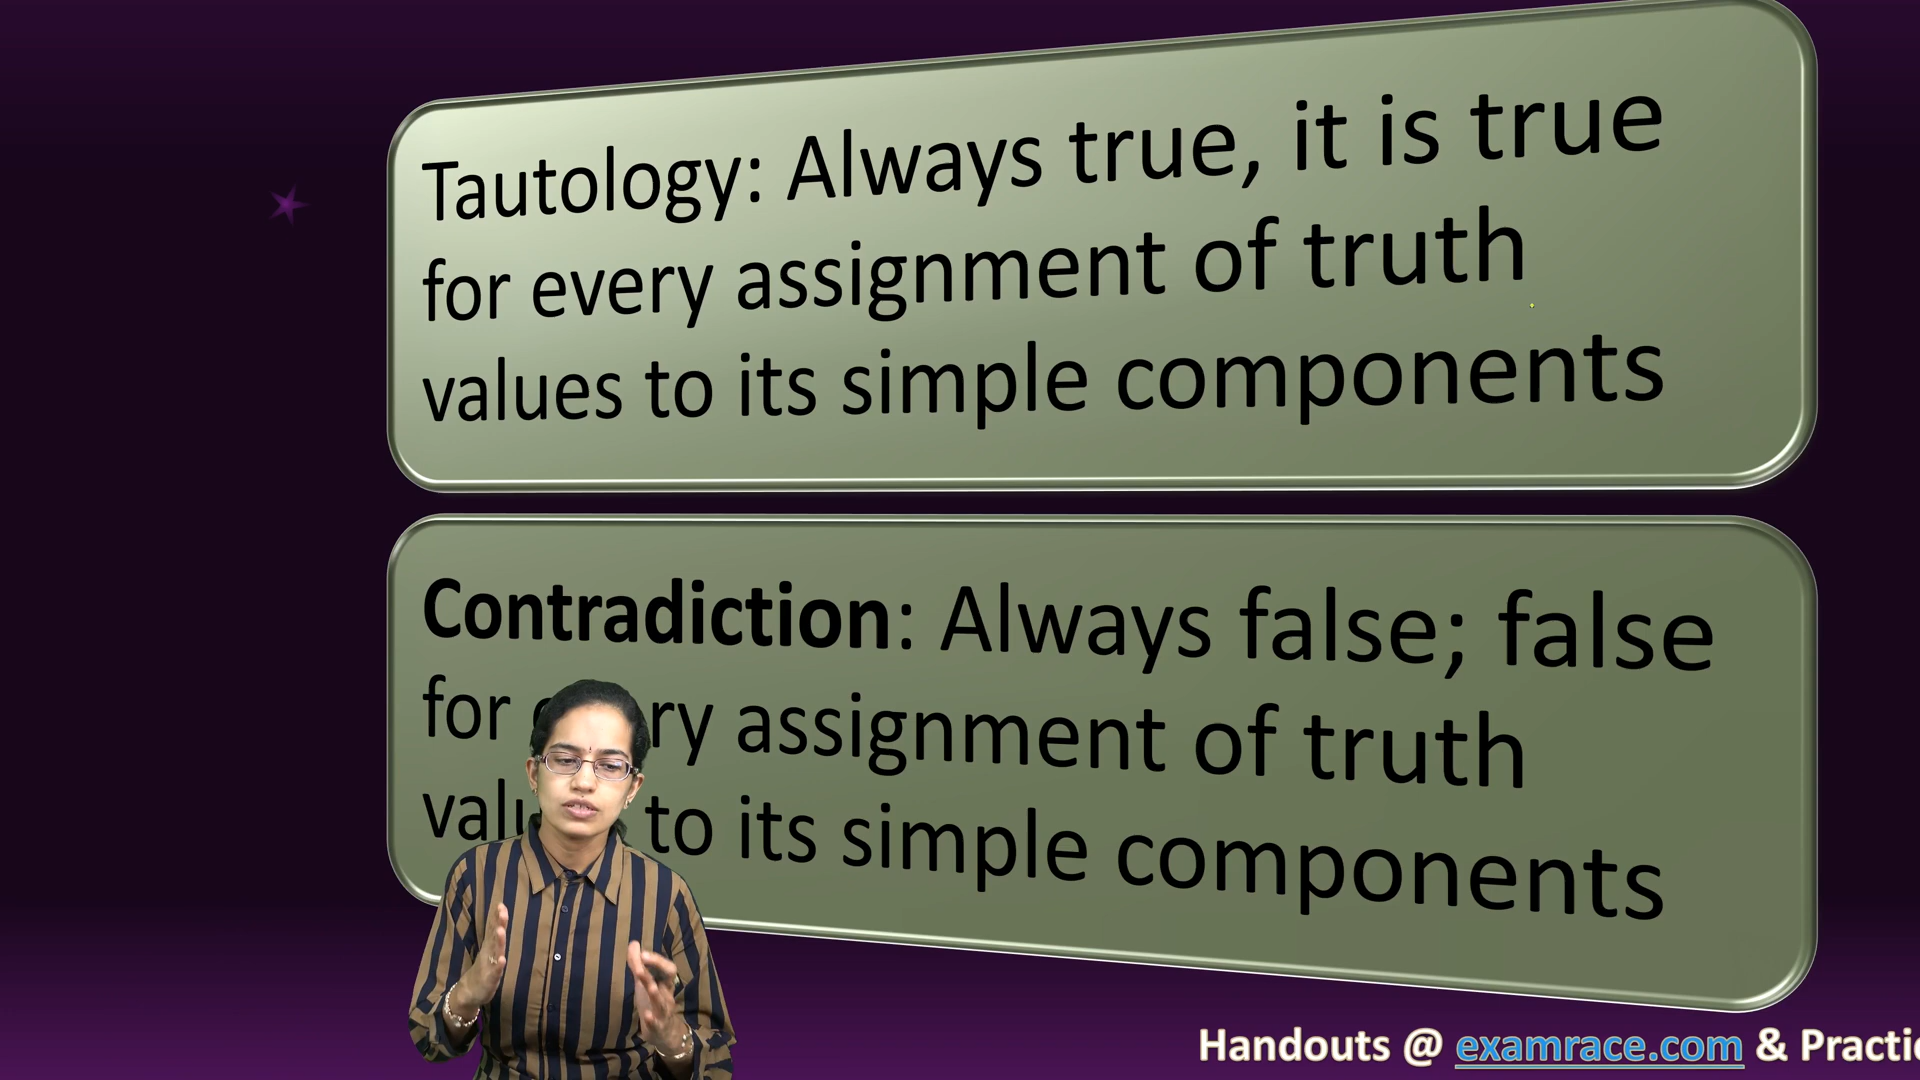 Tautology: Always true, it is true
for every assignment of truth
values to its simple components
Contradiction: Always false; false
for ry assignment of truth
valu to its simple components
Handouts @ examrace.com & Practi